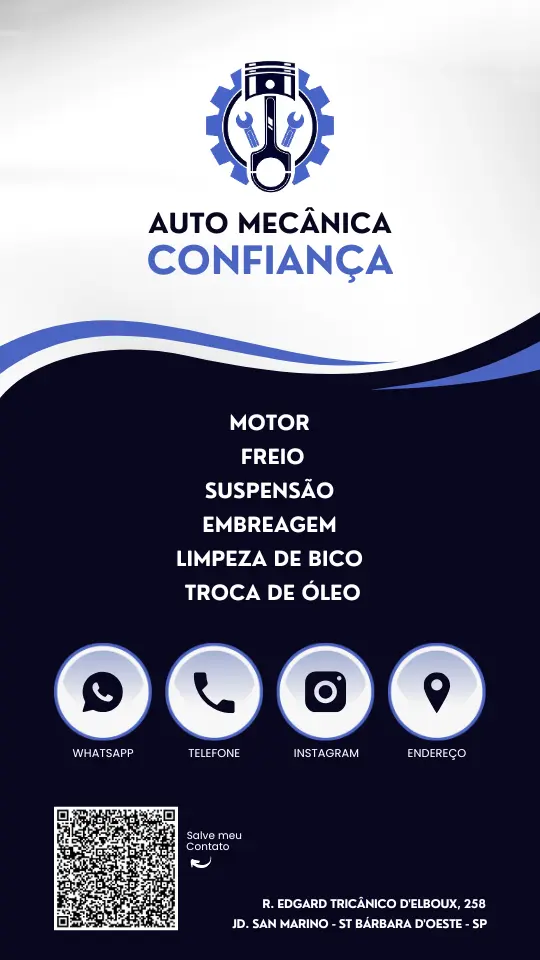 AUTO MECÂNICA
CONFIANÇA
MOTOR
FREIO
SUSPENSÃO
EMBREAGEM
LIMPEZA DE BICO
TROCA DE ÓLEO
WHATSAPP
TELEFONE
INSTAGRAM
ENDEREÇO
Salve meu
Contato
R. EDGARD TRICÂNICO D'ELBOUX, 258
JD. SAN MARINO - ST BÁRBARA D'OESTE - SP